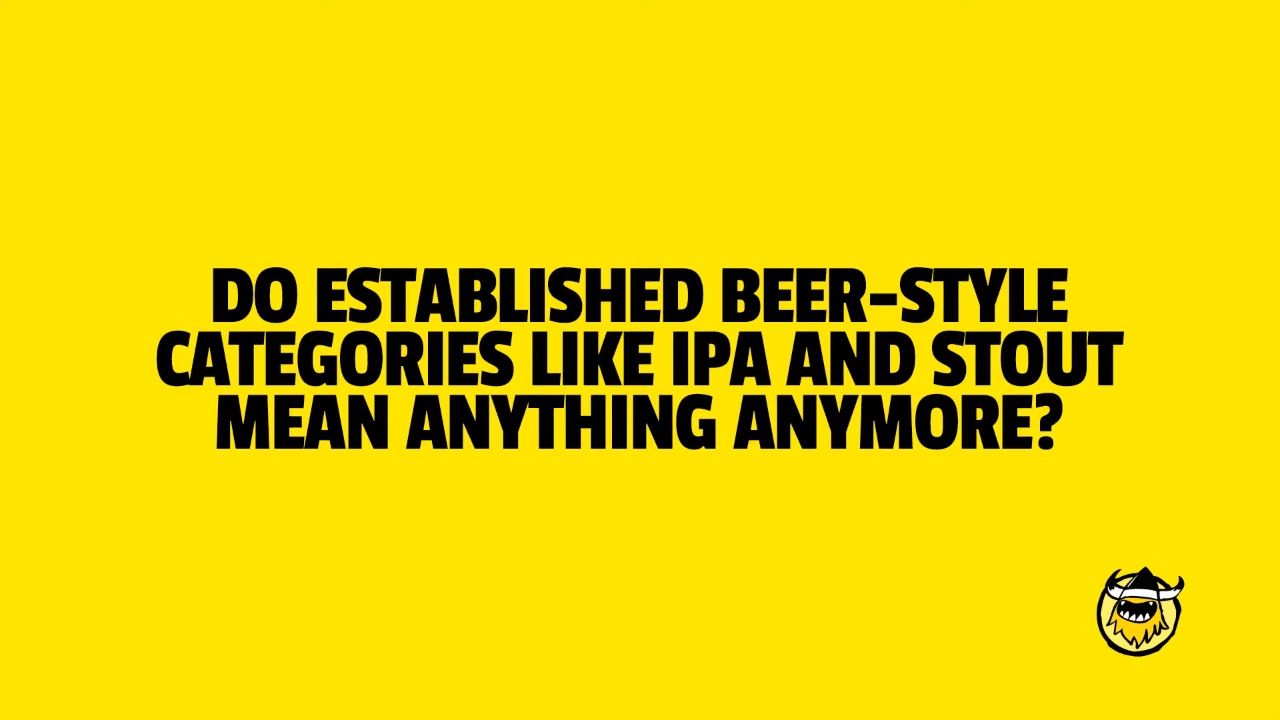 DO ESTABLISHED BEER-STYLE
CATEGORIES LIKE IPA AND STOUT
MEAN ANYTHING ANYMORE?